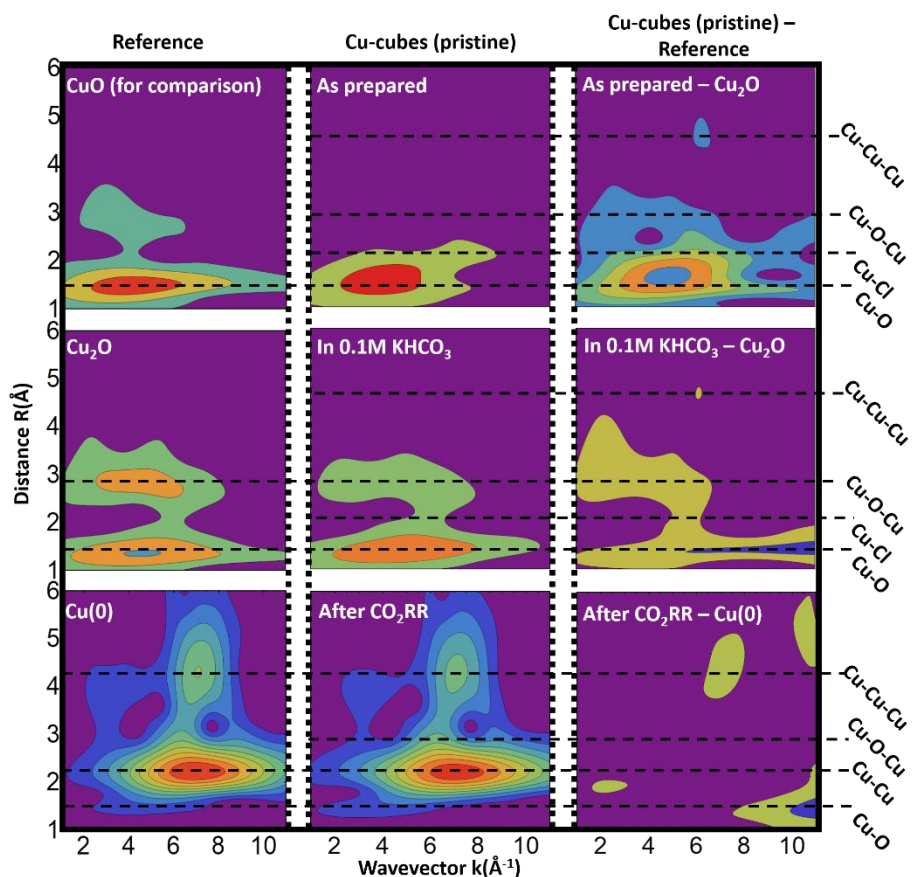 Reference
Cu-cubes (pristine)
Cu-cubes (pristine) –
Reference
6
5
4
3
2
1
CuO (for comparison)
As prepared
As prepared – Cu₂O
Cu-Cu-Cu
Cu-O-Cu
Cu-Cl
Cu-O
Distance R(Å)
6
5
4
3
2
1
Cu₂O
In 0.1M KHCO₃
In 0.1M KHCO₃ – Cu₂O
Cu-Cu-Cu
Cu-O-Cu
Cu-Cl
Cu-O
6
5
4
3
2
1
Cu(0)
After CO₂RR
After CO₂RR – Cu(0)
Cu-Cu-Cu
Cu-O-Cu
Cu-Cu
Cu-O
2 4 6 8 10 2 4 6 8 10 2 4 6 8 10
Wavevector k(Å⁻¹)